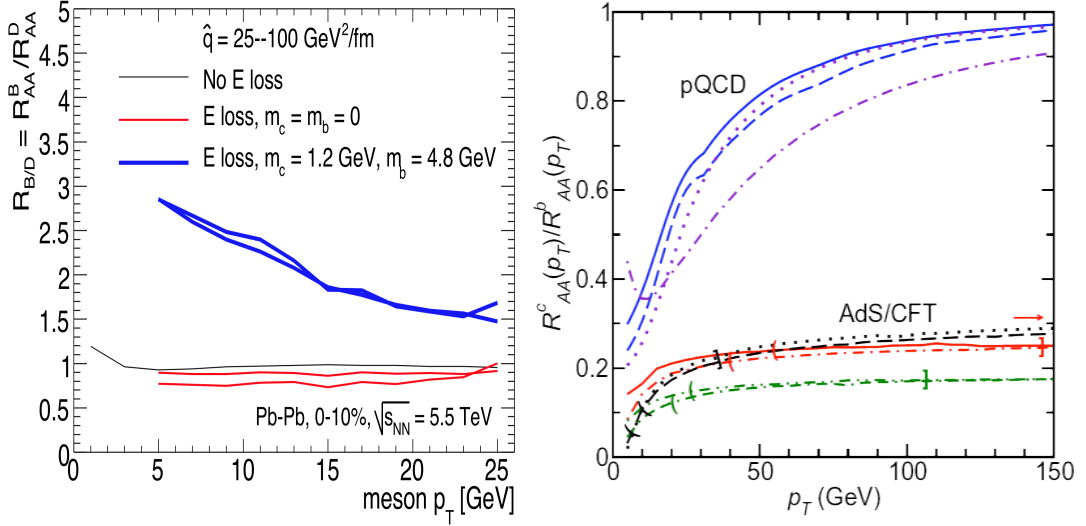 R_B/D = R_AA^B/R_AA^D
5
4.5
4
3.5
3
2.5
2
1.5
1
0.5
0
q̂ = 25--100 GeV²/fm
No E loss
E loss, m_c = m_b = 0
E loss, m_c = 1.2 GeV, m_b = 4.8 GeV
Pb-Pb, 0-10%, √s_NN = 5.5 TeV
0 5 10 15 20 25
meson p_T [GeV]
R^c_AA(p_T)/R^b_AA(p_T)
1
0.8
0.6
0.4
0.2
0
pQCD
AdS/CFT
0 50 100 150
p_T (GeV)